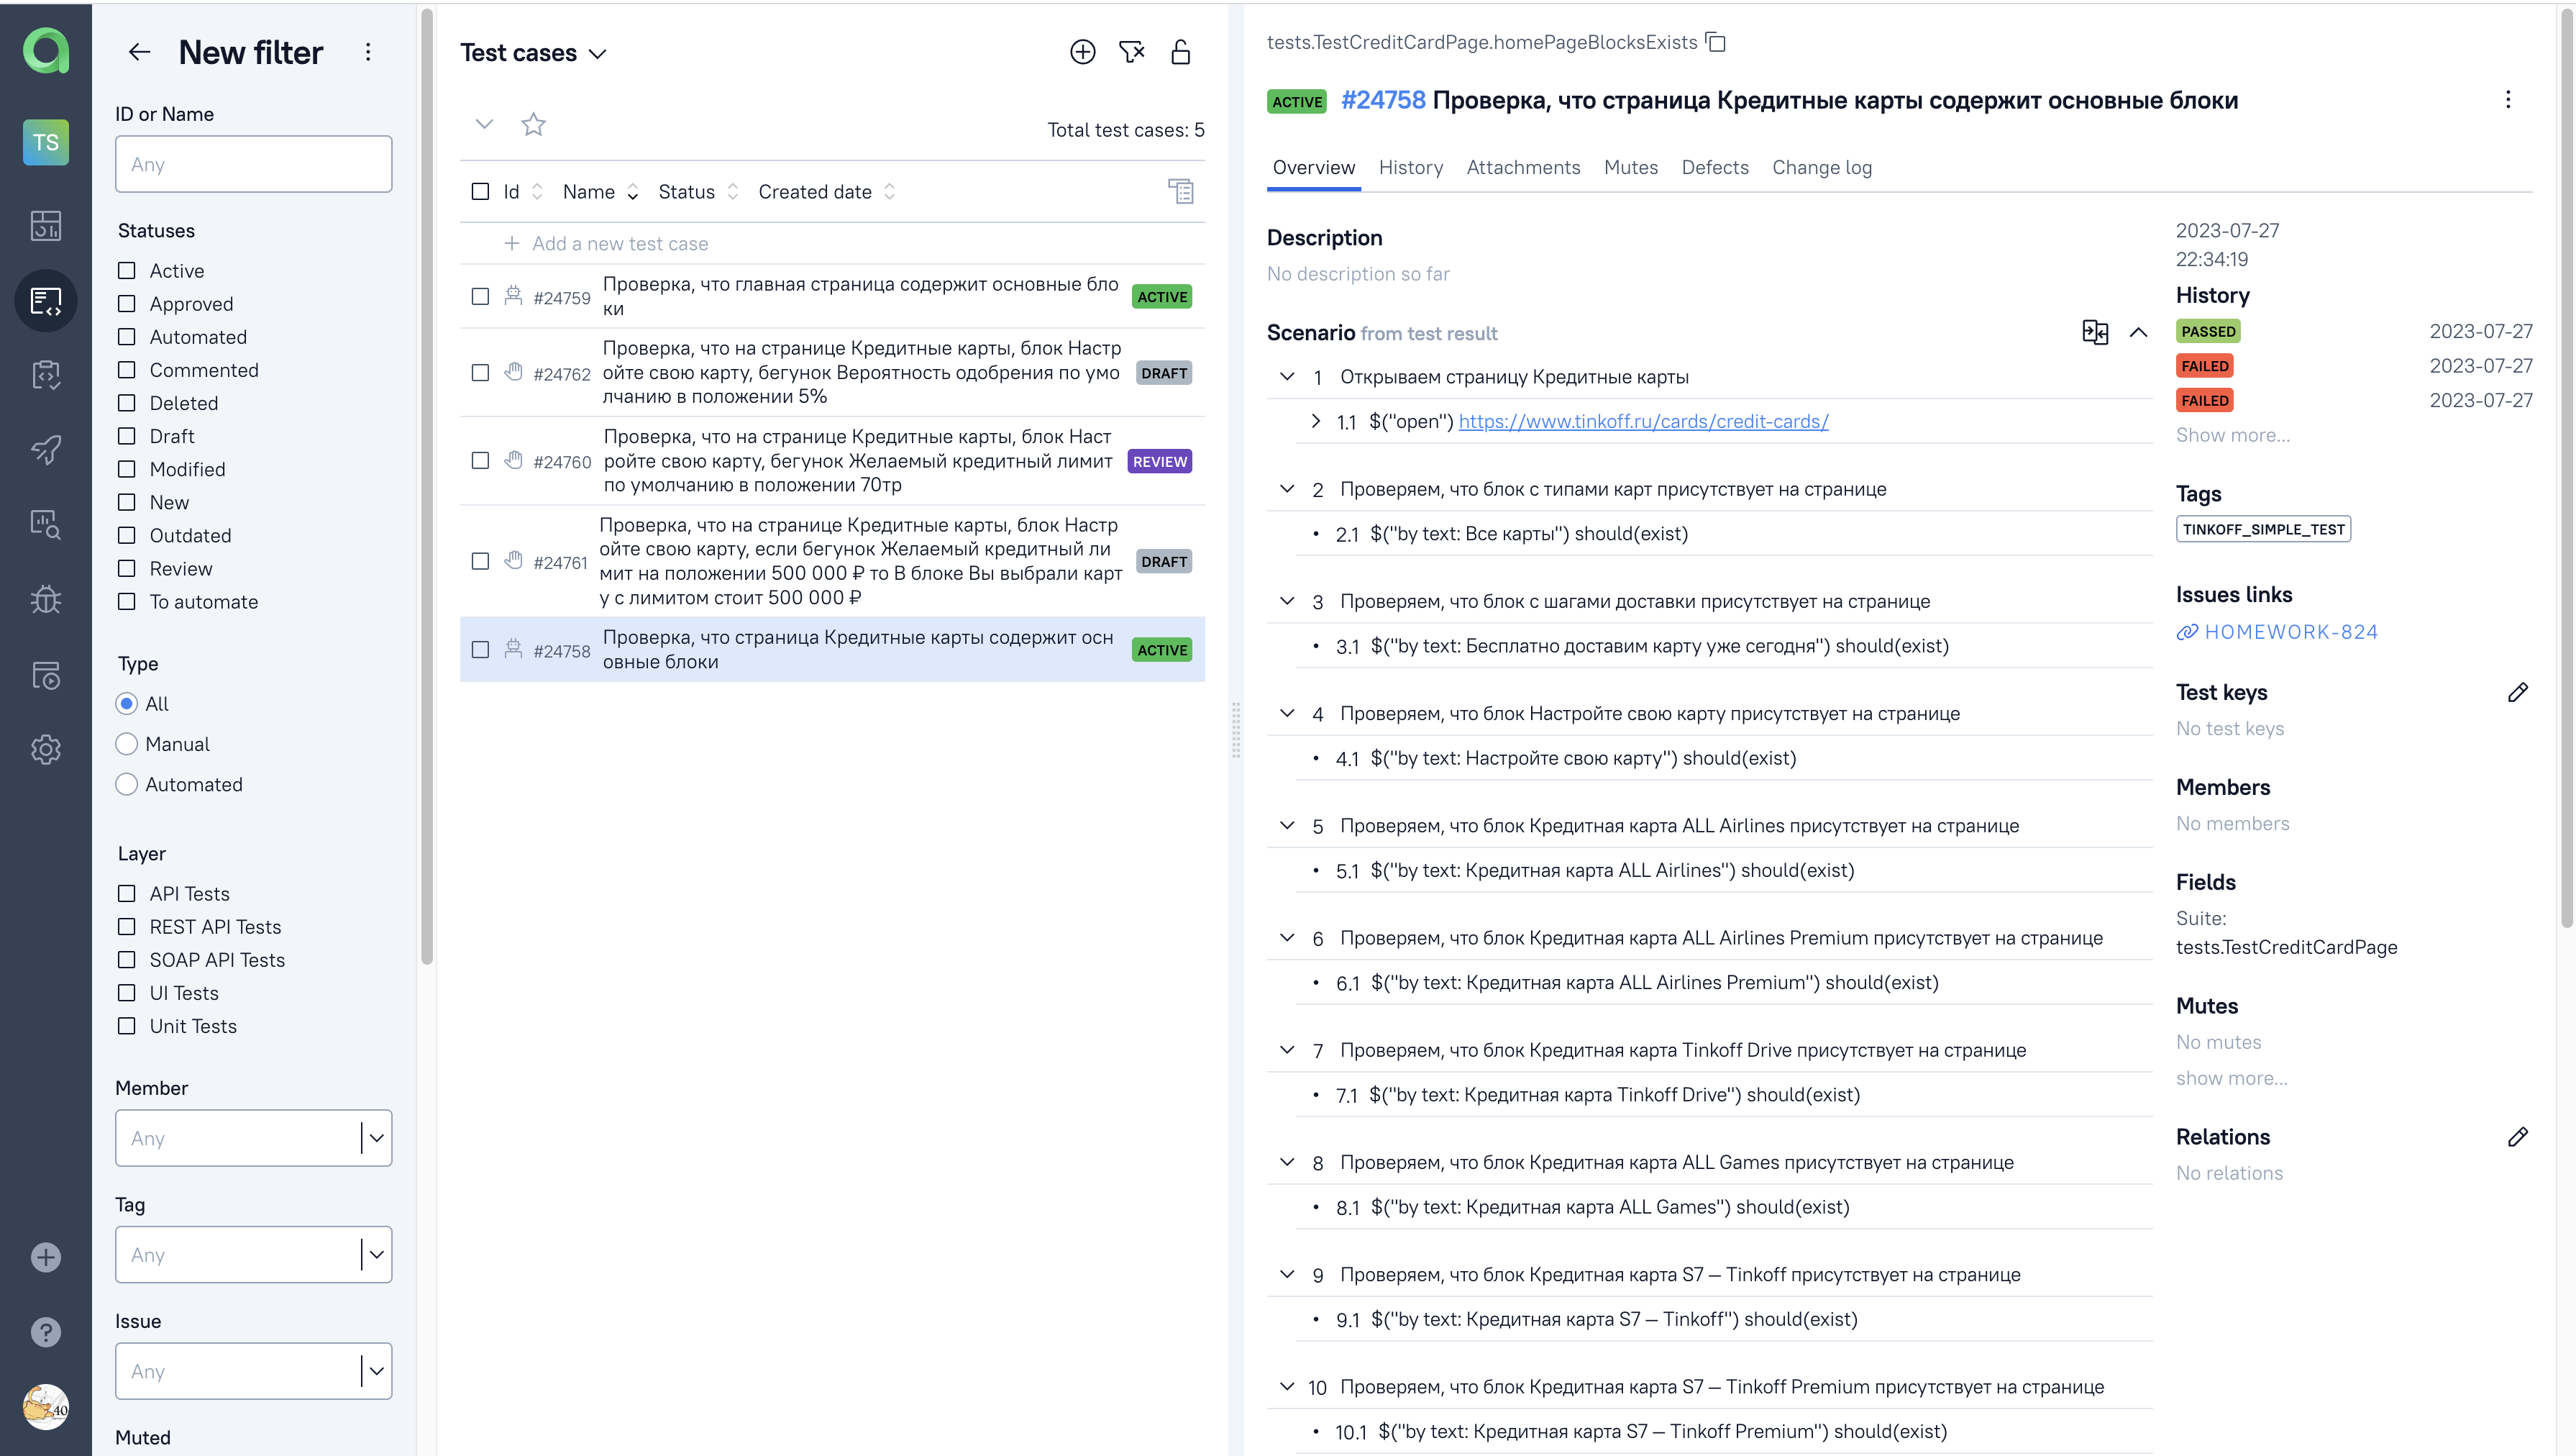 TS
New filter
ID or Name
Any
Statuses
Active
Approved
Automated
Commented
Deleted
Draft
Modified
New
Outdated
Review
To automate
Type
All
Manual
Automated
Layer
API Tests
REST API Tests
SOAP API Tests
UI Tests
Unit Tests
Member
Any
Tag
Any
Issue
Any
Muted
40
Test cases
Total test cases: 5
Id Name Status Created date
Add a new test case
#24759 Проверка, что главная страница содержит основные бло
ки
ACTIVE
#24762 Проверка, что на странице Кредитные карты, блок Настр
ойте свою карту, бегунок Вероятность одобрения по умо
лчанию в положении 5%
DRAFT
#24760 Проверка, что на странице Кредитные карты, блок Наст
ройте свою карту, бегунок Желаемый кредитный лимит
по умолчанию в положении 70тр
REVIEW
#24761 Проверка, что на странице Кредитные карты, блок Настр
ойте свою карту, если бегунок Желаемый кредитный ли
мит на положении 500 000 ₽ то В блоке Вы выбрали карт
у с лимитом стоит 500 000 ₽
DRAFT
#24758 Проверка, что страница Кредитные карты содержит осн
овные блоки
ACTIVE
tests.TestCreditCardPage.homePageBlocksExists
ACTIVE #24758 Проверка, что страница Кредитные карты содержит основные блоки
Overview History Attachments Mutes Defects Change log
Description
No description so far
Scenario from test result
1 Открываем страницу Кредитные карты
1.1 $("open") https://www.tinkoff.ru/cards/credit-cards/
2 Проверяем, что блок с типами карт присутствует на странице
2.1 $("by text: Все карты") should(exist)
3 Проверяем, что блок с шагами доставки присутствует на странице
3.1 $("by text: Бесплатно доставим карту уже сегодня") should(exist)
4 Проверяем, что блок Настройте свою карту присутствует на странице
4.1 $("by text: Настройте свою карту") should(exist)
5 Проверяем, что блок Кредитная карта ALL Airlines присутствует на странице
5.1 $("by text: Кредитная карта ALL Airlines") should(exist)
6 Проверяем, что блок Кредитная карта ALL Airlines Premium присутствует на странице
6.1 $("by text: Кредитная карта ALL Airlines Premium") should(exist)
7 Проверяем, что блок Кредитная карта Tinkoff Drive присутствует на странице
7.1 $("by text: Кредитная карта Tinkoff Drive") should(exist)
8 Проверяем, что блок Кредитная карта ALL Games присутствует на странице
8.1 $("by text: Кредитная карта ALL Games") should(exist)
9 Проверяем, что блок Кредитная карта S7 — Tinkoff присутствует на странице
9.1 $("by text: Кредитная карта S7 — Tinkoff") should(exist)
10 Проверяем, что блок Кредитная карта S7 — Tinkoff Premium присутствует на странице
10.1 $("by text: Кредитная карта S7 — Tinkoff Premium") should(exist)
2023-07-27
22:34:19
History
PASSED 2023-07-27
FAILED 2023-07-27
FAILED 2023-07-27
Show more...
Tags
TINKOFF_SIMPLE_TEST
Issues links
HOMEWORK-824
Test keys
No test keys
Members
No members
Fields
Suite:
tests.TestCreditCardPage
Mutes
No mutes
show more...
Relations
No relations